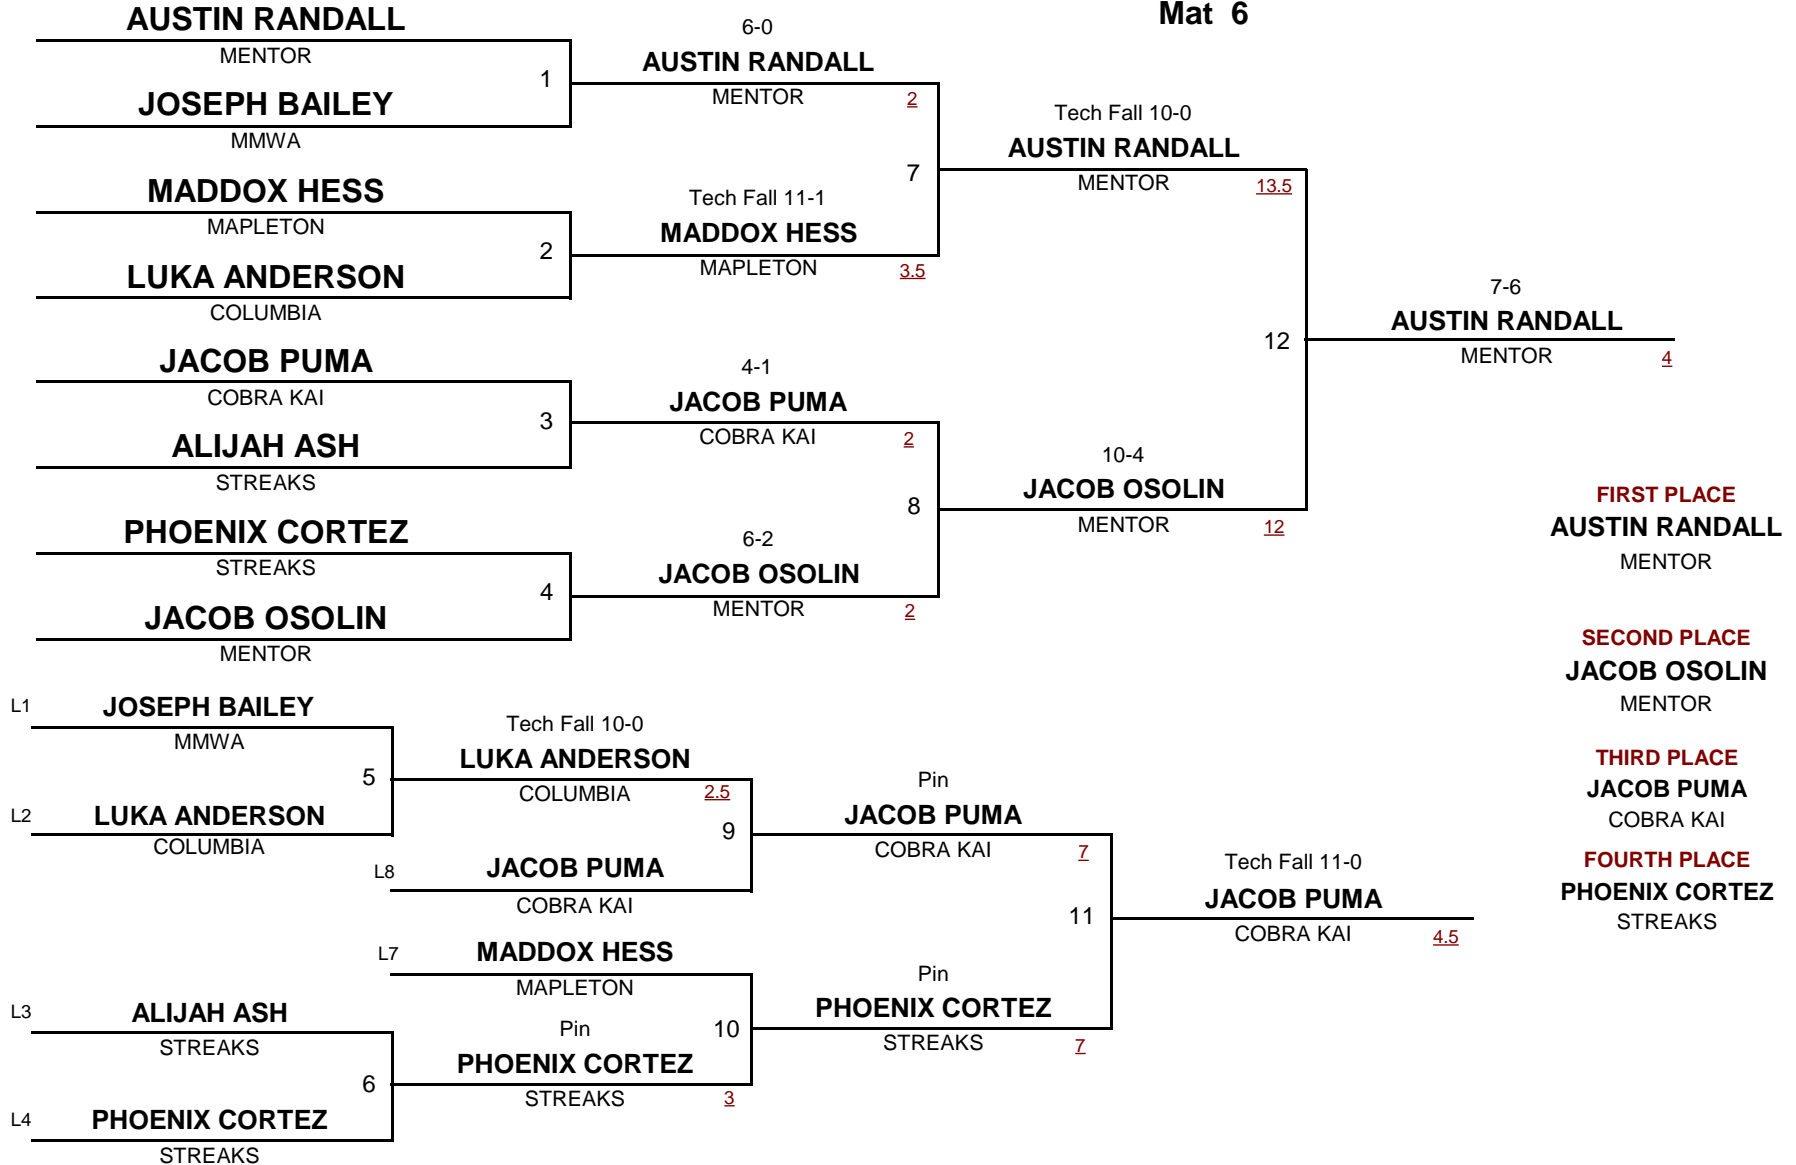 Mat 6
AUSTIN RANDALL
MENTOR
1
JOSEPH BAILEY
MMWA
MADDOX HESS
MAPLETON
2
LUKA ANDERSON
COLUMBIA
JACOB PUMA
COBRA KAI
3
ALIJAH ASH
STREAKS
PHOENIX CORTEZ
STREAKS
4
JACOB OSOLIN
MENTOR
6-0
AUSTIN RANDALL
MENTOR
2
7
Tech Fall 11-1
MADDOX HESS
MAPLETON
3.5
4-1
JACOB PUMA
COBRA KAI
2
8
6-2
JACOB OSOLIN
MENTOR
2
Tech Fall 10-0
AUSTIN RANDALL
MENTOR
13.5
12
10-4
JACOB OSOLIN
MENTOR
12
7-6
AUSTIN RANDALL
MENTOR
4
FIRST PLACE
AUSTIN RANDALL
MENTOR
SECOND PLACE
JACOB OSOLIN
MENTOR
THIRD PLACE
JACOB PUMA
COBRA KAI
FOURTH PLACE
PHOENIX CORTEZ
STREAKS
L1
JOSEPH BAILEY
MMWA
5
L2
LUKA ANDERSON
COLUMBIA
L3
ALIJAH ASH
STREAKS
6
L4
PHOENIX CORTEZ
STREAKS
Tech Fall 10-0
LUKA ANDERSON
COLUMBIA
2.5
9
L8
JACOB PUMA
COBRA KAI
L7
MADDOX HESS
MAPLETON
10
Pin
PHOENIX CORTEZ
STREAKS
3
Pin
JACOB PUMA
COBRA KAI
7
11
Pin
PHOENIX CORTEZ
STREAKS
7
Tech Fall 11-0
JACOB PUMA
COBRA KAI
4.5